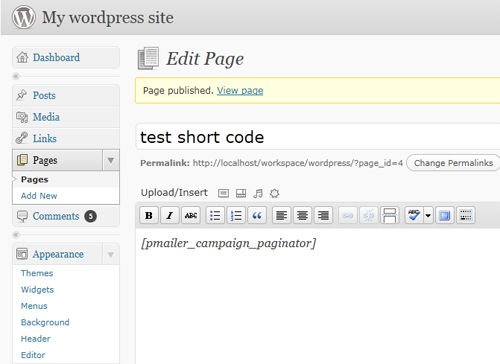 My wordpress site
Dashboard
Posts
Media
Links
Pages
Pages
Add New
Comments 5
Appearance
Themes
Widgets
Menus
Background
Header
Editor
Edit Page
Page published. View page
test short code
Permalink: http://localhost/workspace/wordpress/?page_id=4 Change Permalinks
Upload/Insert
B I ABC
[pmailer_campaign_paginator]